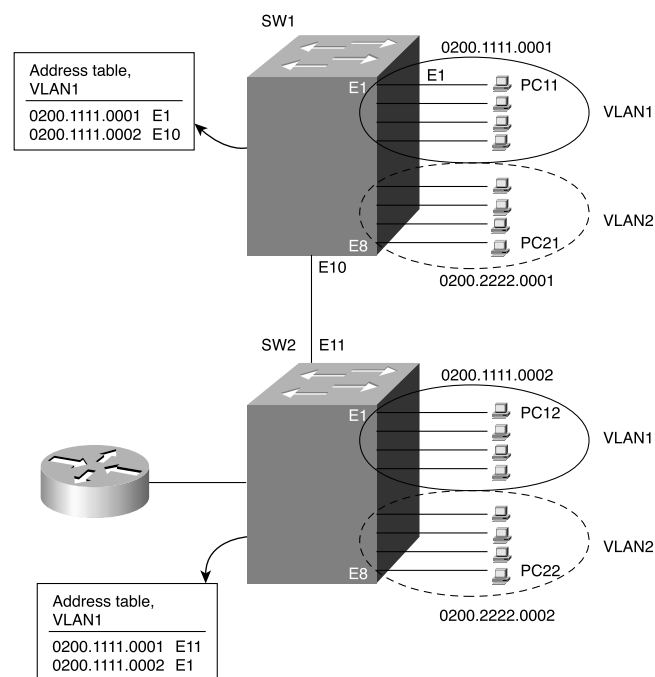 SW1
0200.1111.0001
Address table,
VLAN1
0200.1111.0001 E1
0200.1111.0002 E10
E1
E1
PC11
VLAN1
VLAN2
E8
PC21
E10
0200.2222.0001
SW2
E11
0200.1111.0002
E1
PC12
VLAN1
VLAN2
E8
PC22
0200.2222.0002
Address table,
VLAN1
0200.1111.0001 E11
0200.1111.0002 E1